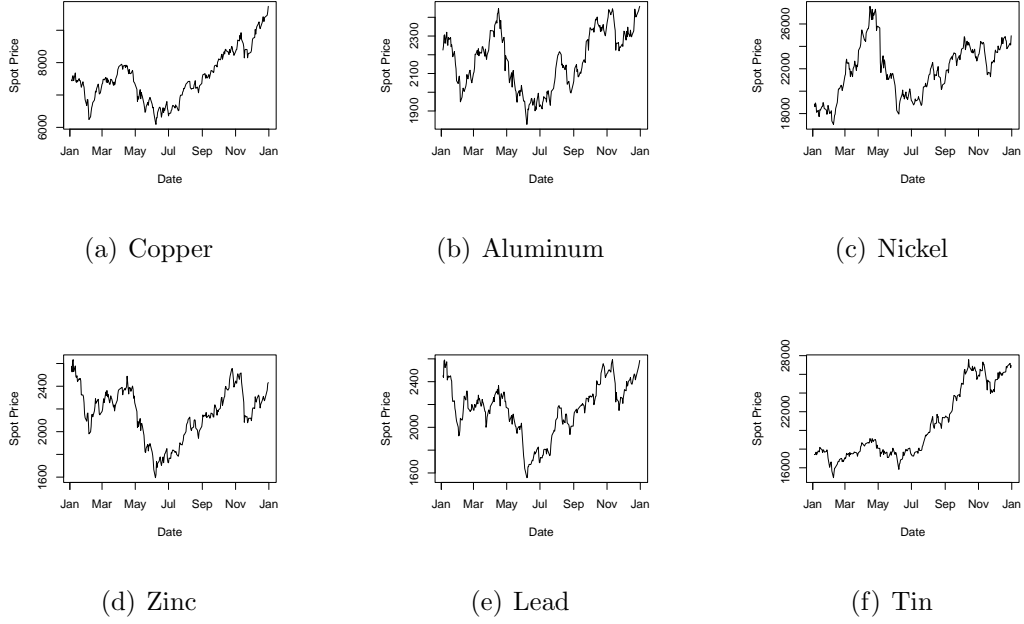 Spot Price
6000 8000
Jan Mar May Jul Sep Nov Jan
Date
(a) Copper
Spot Price
1900 2100 2300
Jan Mar May Jul Sep Nov Jan
Date
(b) Aluminum
Spot Price
18000 22000 26000
Jan Mar May Jul Sep Nov Jan
Date
(c) Nickel
Spot Price
1600 2000 2400
Jan Mar May Jul Sep Nov Jan
Date
(d) Zinc
Spot Price
1600 2000 2400
Jan Mar May Jul Sep Nov Jan
Date
(e) Lead
Spot Price
16000 22000 28000
Jan Mar May Jul Sep Nov Jan
Date
(f) Tin